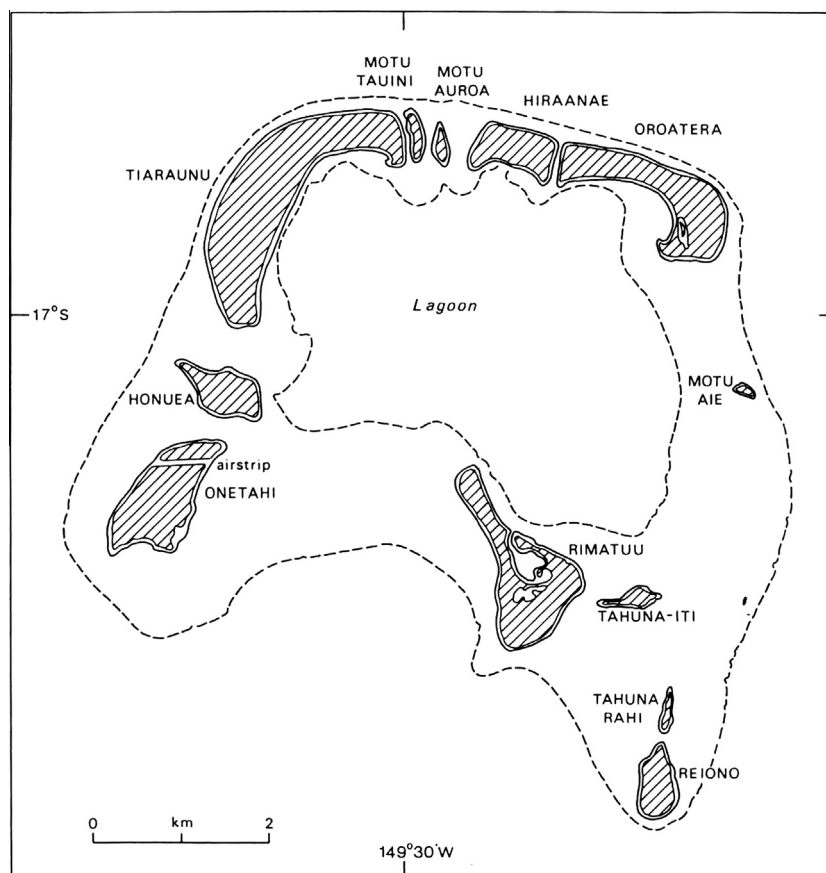 MOTU
TAUINI
MOTU
AUROA
HIRAANAE
OROATERA
TIARAUNU
17°S
Lagoon
HONUEA
MOTU
AIE
airstrip
ONETAHI
RIMATUU
TAHUNA-ITI
TAHUNA
RAHI
REIONO
0 km 2
149°30'W